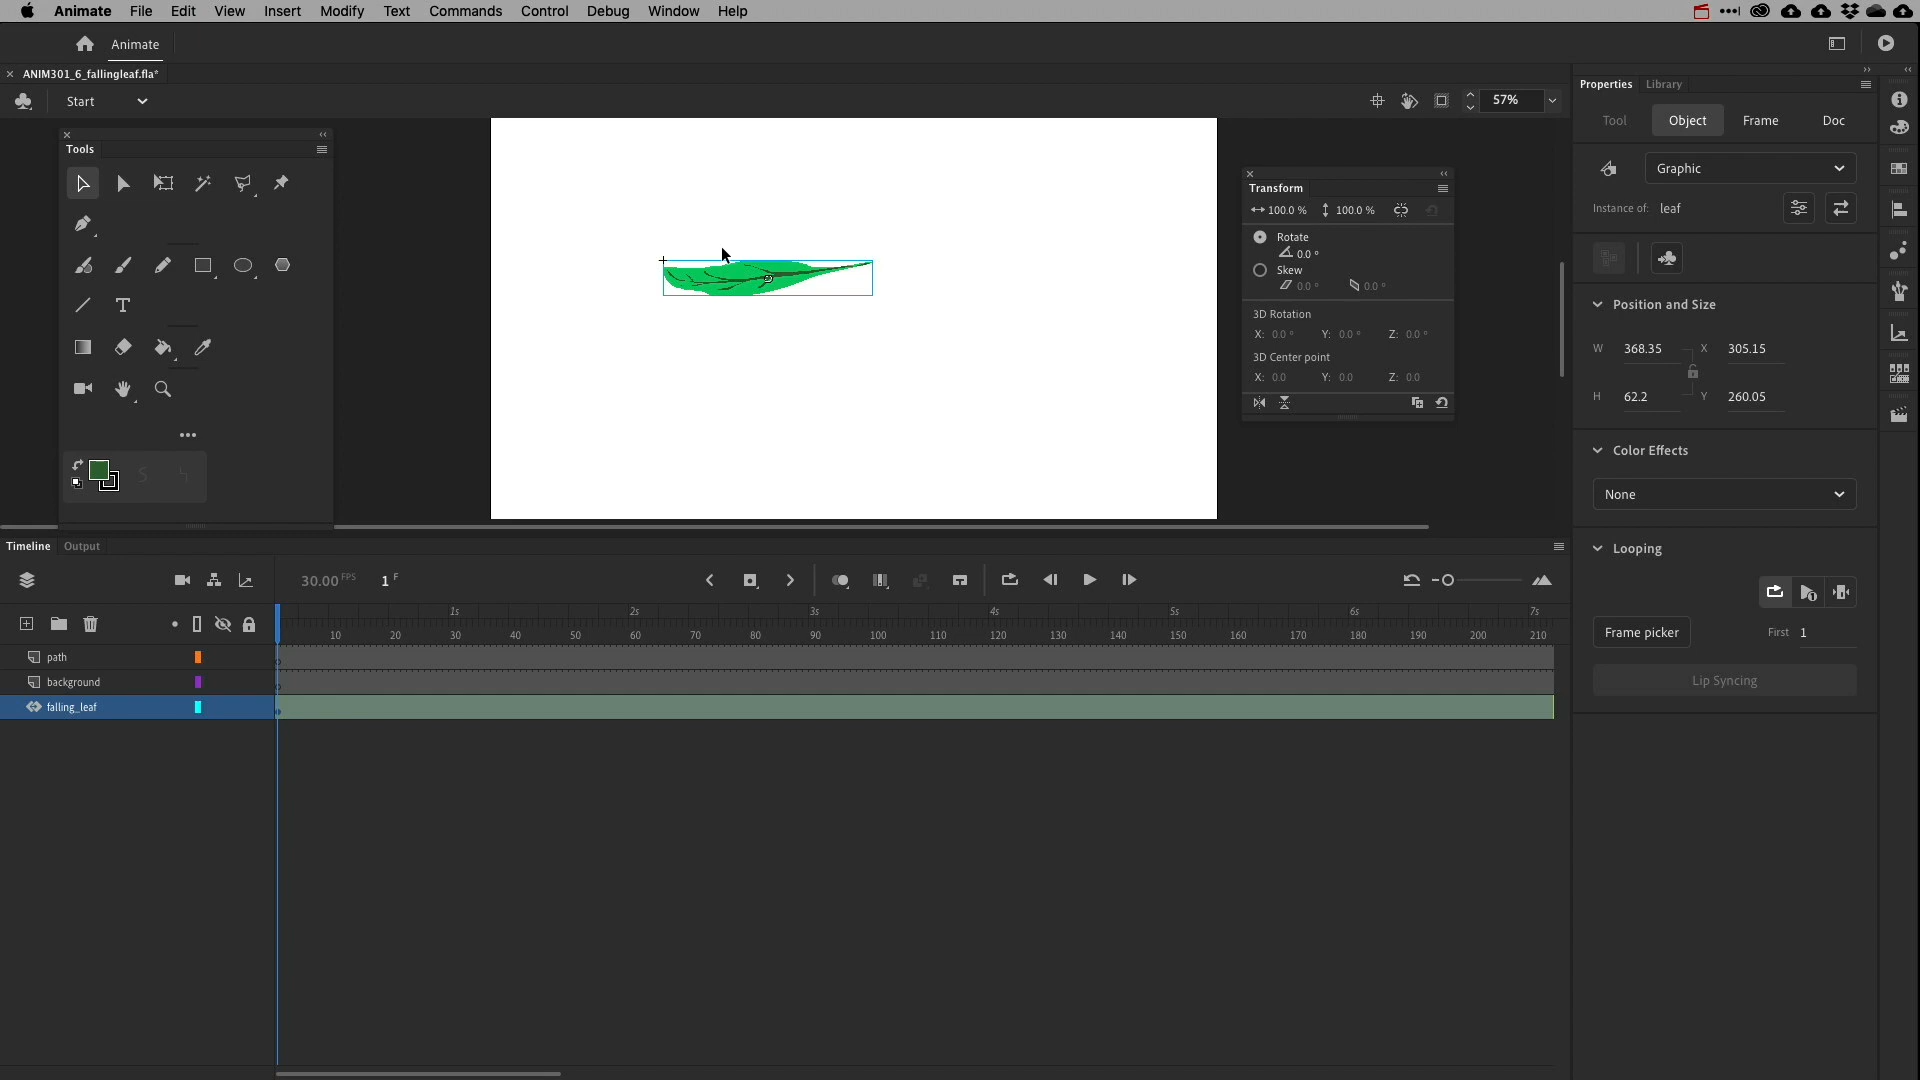 Animate File Edit View Insert Modify Text Commands Control Debug Window Help
Animate
ANIM301_6_fallingleaf.fla*
Start
57%
Tools
Transform
100.0 % 100.0 %
Rotate
0.0 °
Skew
0.0 ° 0.0 °
3D Rotation
X: 0.0 ° Y: 0.0 ° Z: 0.0 °
3D Center point
X: 0.0 Y: 0.0 Z: 0.0
Properties Library
Tool Object Frame Doc
Graphic
Instance of: leaf
Position and Size
W 368.35 X 305.15
H 62.2 Y 260.05
Color Effects
None
Looping
Frame picker First 1
Lip Syncing
Timeline Output
30.00 FPS 1 F
1s 2s 3s 4s 5s 6s 7s
10 20 30 40 50 60 70 80 90 100 110 120 130 140 150 160 170 180 190 200 210
path
background
falling_leaf